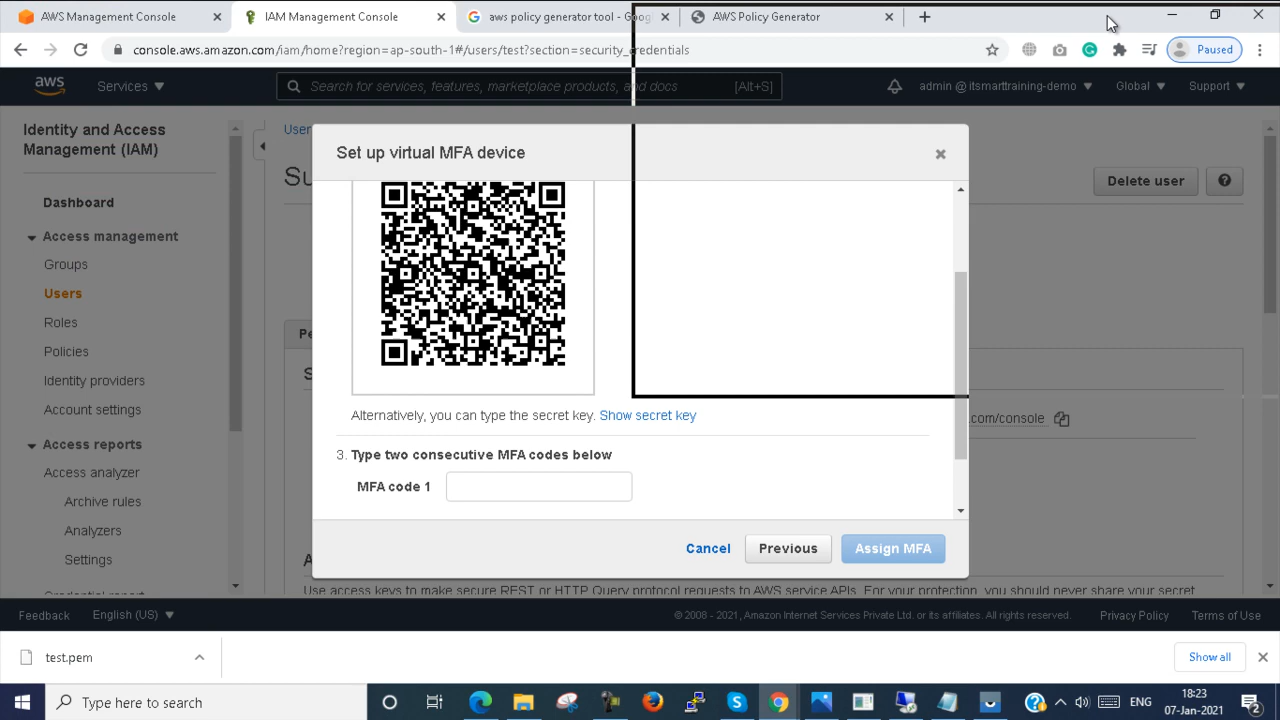 AWS Management Console
IAM Management Console
aws policy generator tool - Goog
AWS Policy Generator
console.aws.amazon.com/iam/home?region=ap-south-1#/users/test?section=security_credentials
Paused
aws
Services
Search for services, features, marketplace products, and docs
[Alt+S]
admin @ itsmarttraining-demo
Global
Support
Identity and Access
Management (IAM)
Dashboard
Access management
Groups
Users
Roles
Policies
Identity providers
Account settings
Access reports
Access analyzer
Archive rules
Analyzers
Settings
Credential report
User
Su
Delete user
Pe
S
.com/console
A
Set up virtual MFA device
Alternatively, you can type the secret key. Show secret key
3. Type two consecutive MFA codes below
MFA code 1
Cancel
Previous
Assign MFA
Use access keys to make secure REST or HTTP Query protocol requests to AWS service APIs. For your protection, you should never share your secret
Feedback
English (US)
© 2006 - 2021, Amazon Internet Services Private Ltd. or its affiliates. All rights reserved.
Privacy Policy
Terms of Use
test.pem
Show all
Type here to search
ENG
18:23
07-Jan-2021
2